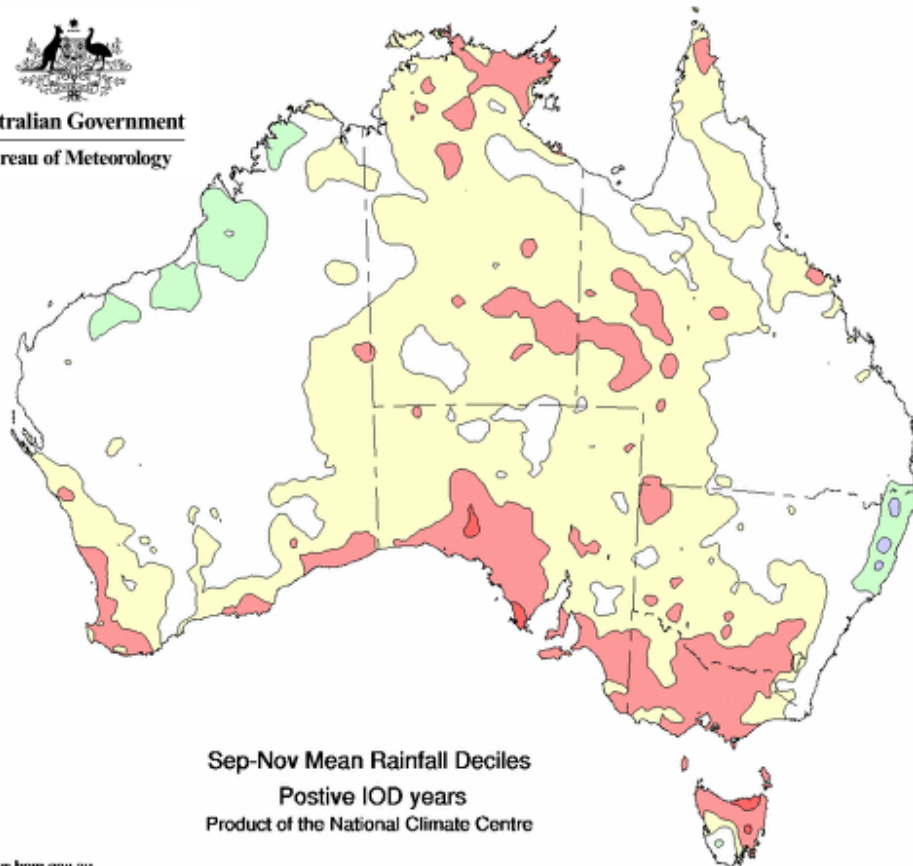 tralian Government
reau of Meteorology
Sep-Nov Mean Rainfall Deciles
Postive IOD years
Product of the National Climate Centre